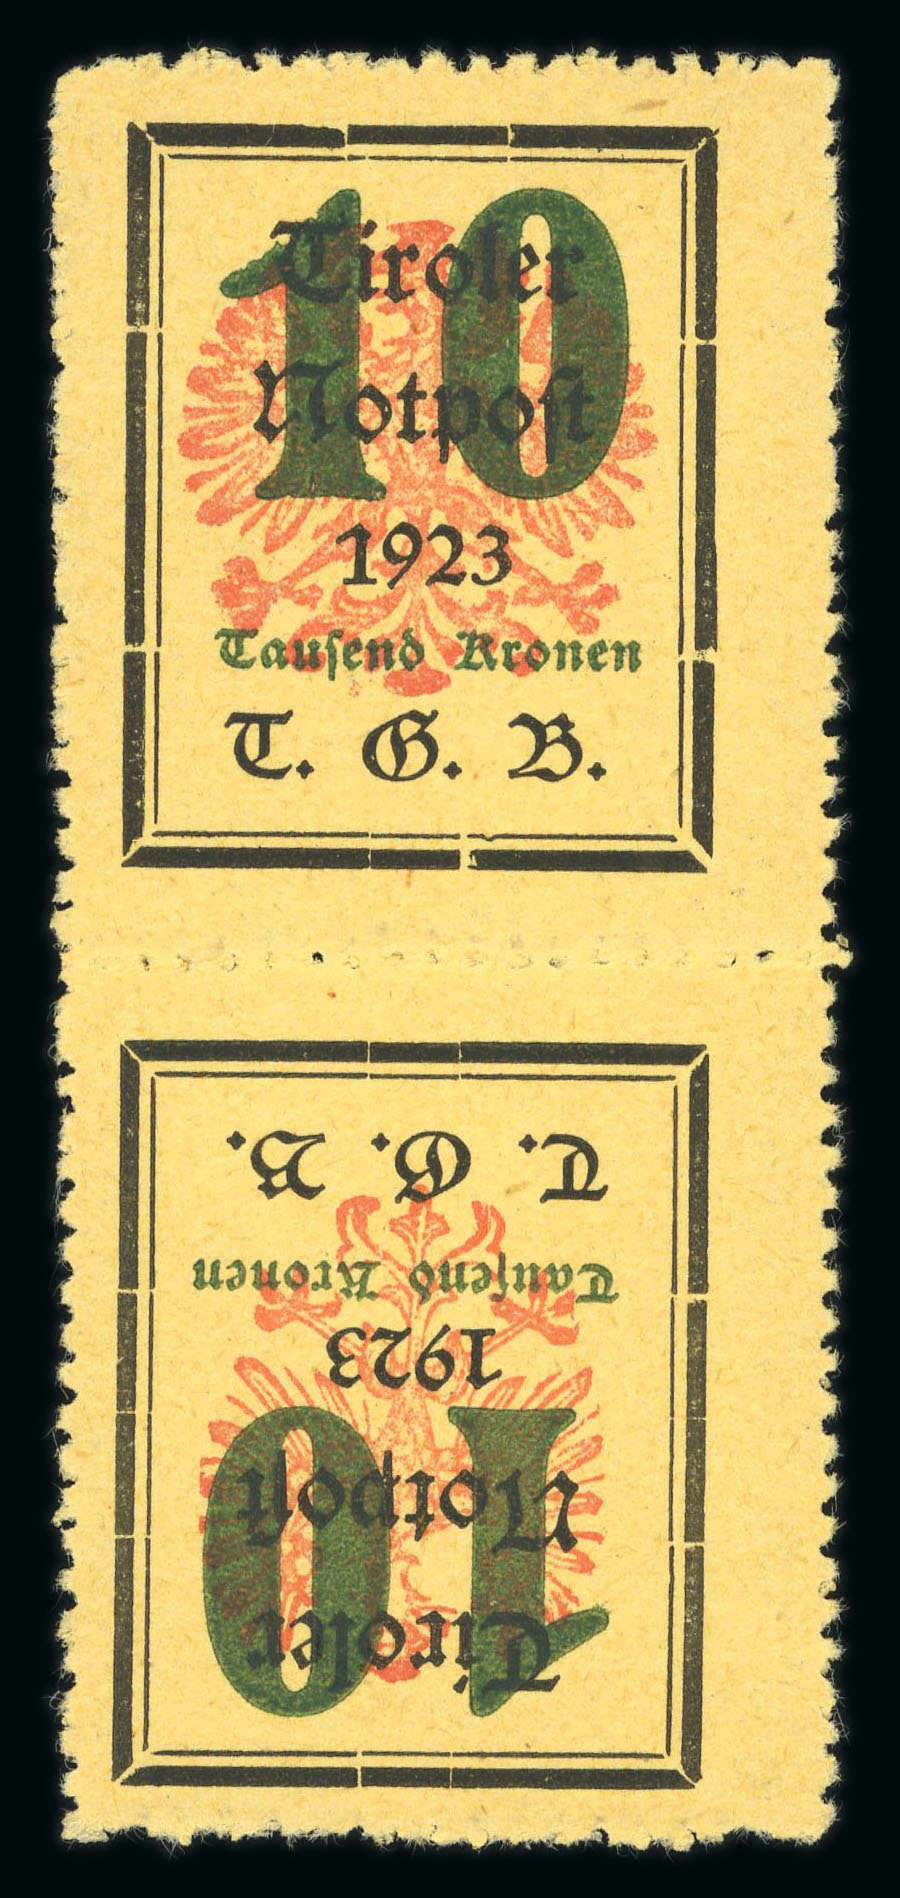 10
Tiroler
Notpost
1923
Tausend Kronen
T. G. B.
10
Tiroler
Notpost
1923
Tausend Kronen
T. G. B.